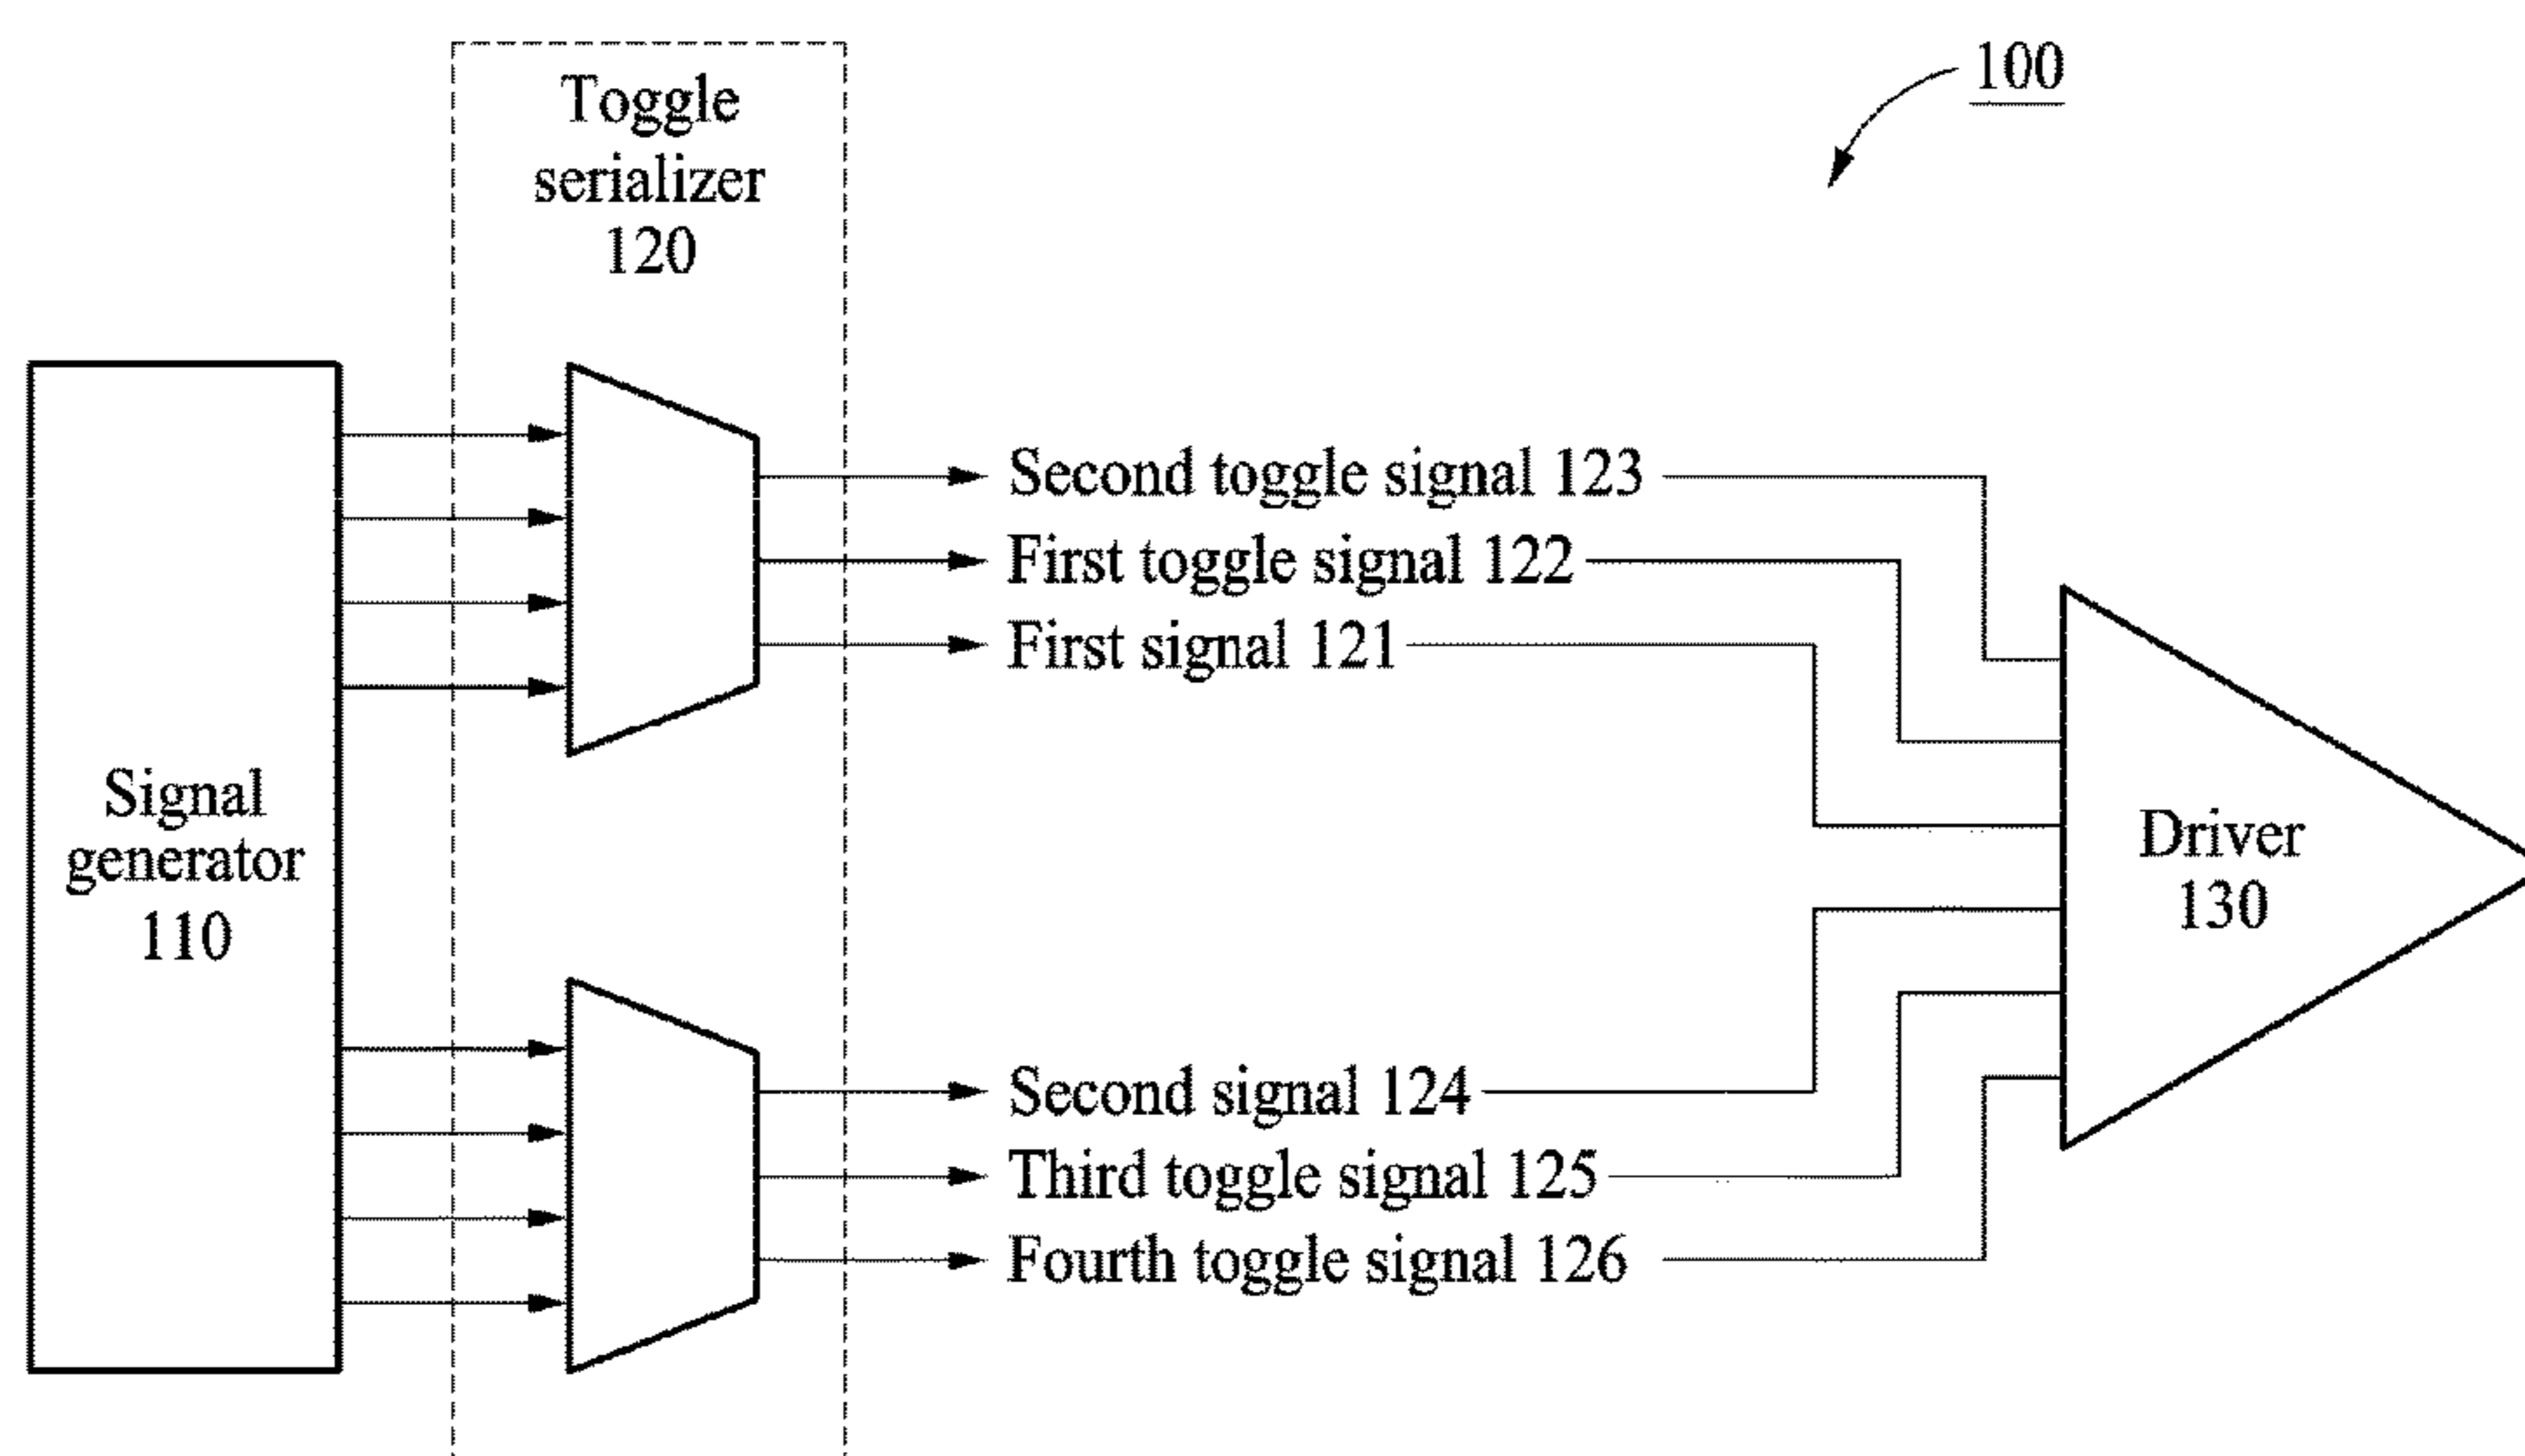 100
Toggle
serializer
120
Second toggle signal 123
First toggle signal 122
First signal 121
Signal
generator
110
Driver
130
Second signal 124
Third toggle signal 125
Fourth toggle signal 126